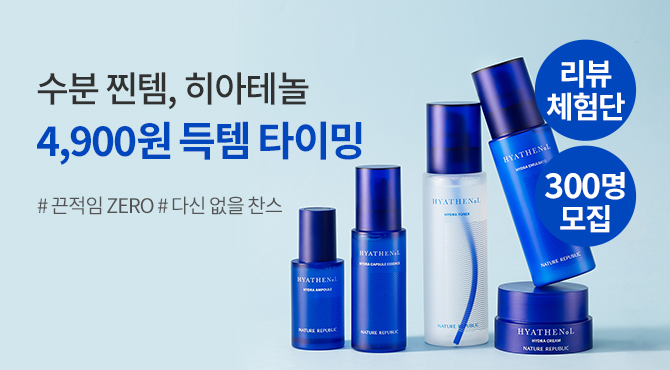 수분 찐템, 히아테놀
4,900원 득템 타이밍
# 끈적임 ZERO # 다신 없을 찬스
리뷰
체험단
300명
모집
HYATHENoL
HYDRA AMPOULE
NATURE REPUBLIC
HYATHENoL
HYDRA CAPSULE ESSENCE
NATURE REPUBLIC
HYATHENoL
HYDRA TONER
NATURE REPUBLIC
HYATHENoL
HYDRA EMULSION
NATURE REPUBLIC
HYATHENoL
HYDRA CREAM
NATURE REPUBLIC